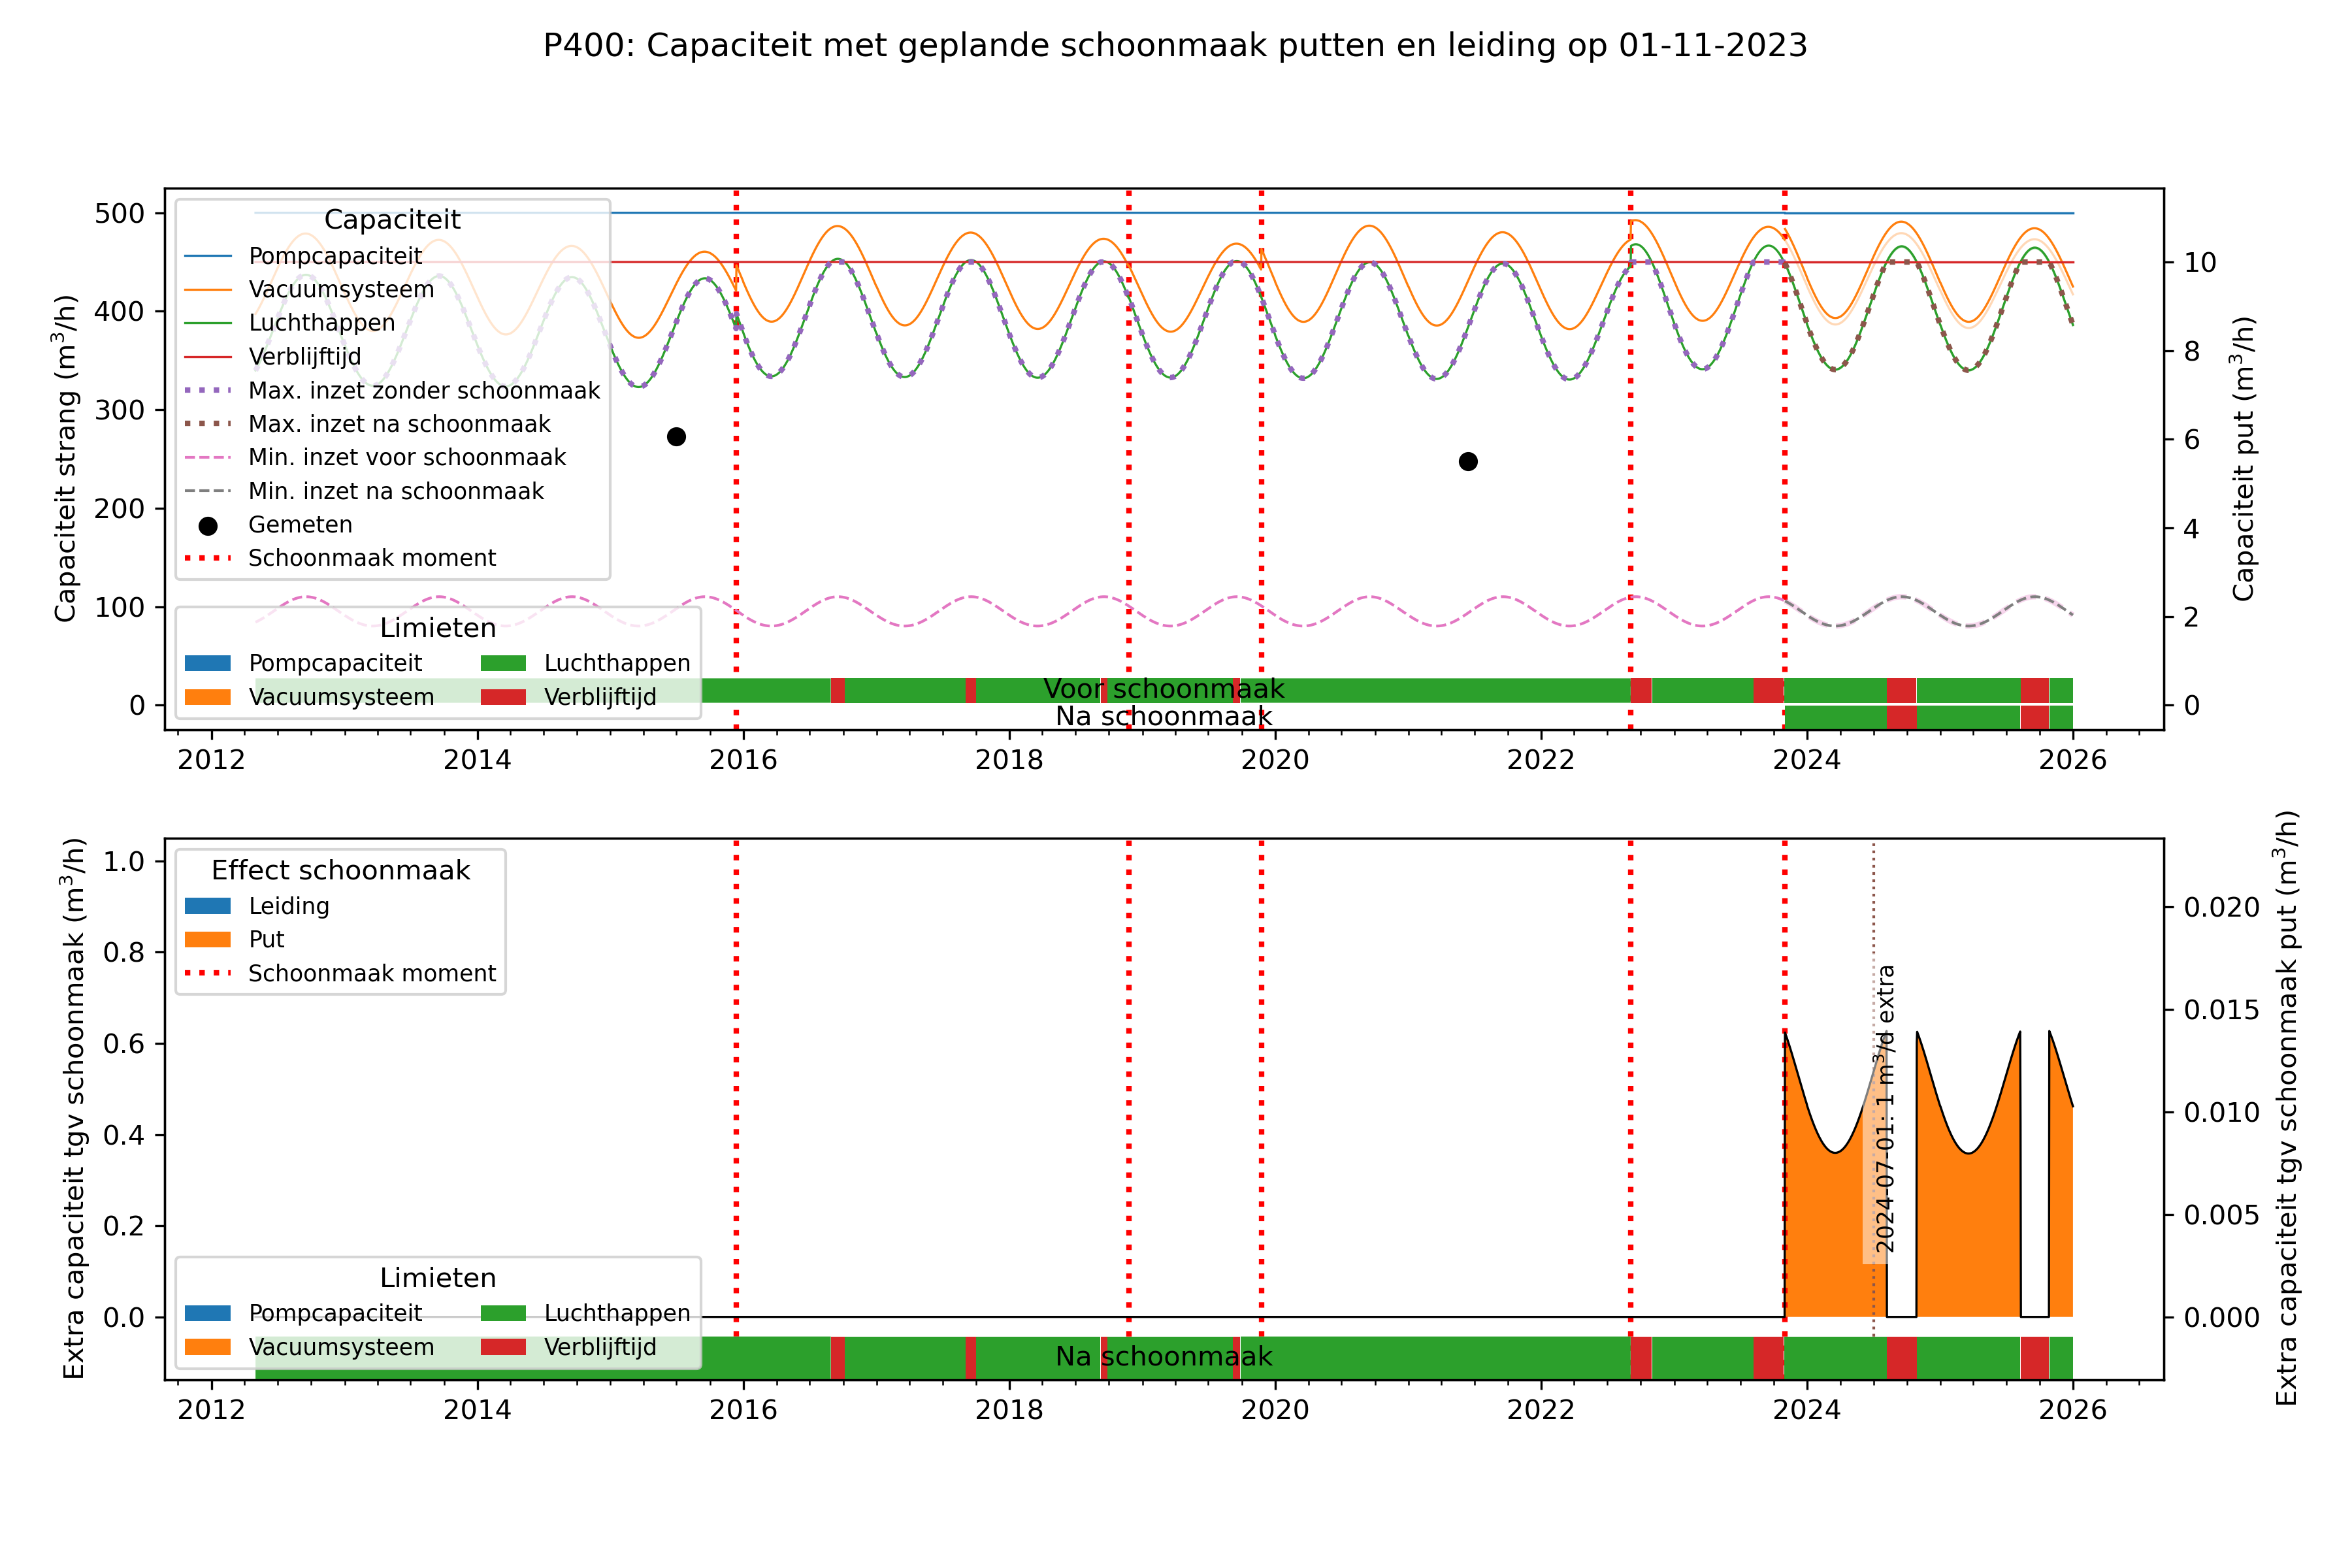 P400: Capaciteit met geplande schoonmaak putten en leiding op 01-11-2023
Capaciteit strang (m³/h)
500
400
300
200
100
0
Capaciteit
Pompcapaciteit
Vacuumsysteem
Luchthappen
Verblijftijd
Max. inzet zonder schoonmaak
Max. inzet na schoonmaak
Min. inzet voor schoonmaak
Min. inzet na schoonmaak
Gemeten
Schoonmaak moment
Limieten
Pompcapaciteit Luchthappen
Vacuumsysteem Verblijftijd
Voor schoonmaak
Na schoonmaak
10
8
6
4
2
0
Capaciteit put (m³/h)
2012 2014 2016 2018 2020 2022 2024 2026
Extra capaciteit tgv schoonmaak (m³/h)
1.0
0.8
0.6
0.4
0.2
0.0
Effect schoonmaak
Leiding
Put
Schoonmaak moment
Limieten
Pompcapaciteit Luchthappen
Vacuumsysteem Verblijftijd
Na schoonmaak
2024-07-01: 1 m³/d extra
0.020
0.015
0.010
0.005
0.000
Extra capaciteit tgv schoonmaak put (m³/h)
2012 2014 2016 2018 2020 2022 2024 2026